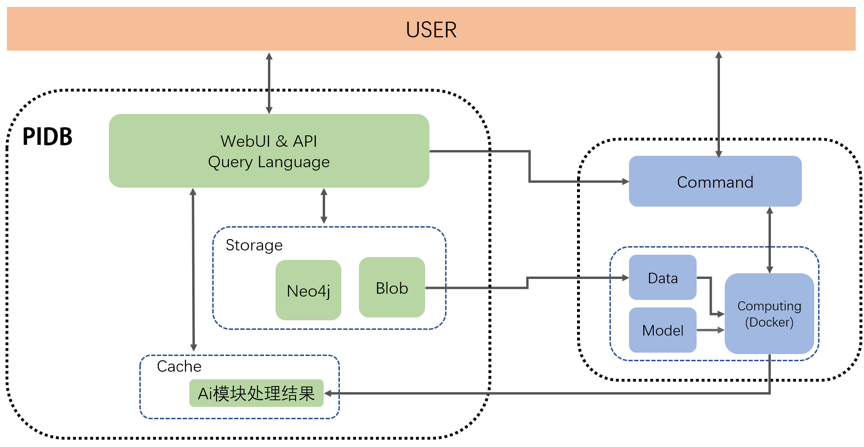 USER
PIDB
WebUI & API
Query Language
Command
Storage
Neo4j
Blob
Data
Model
Computing
(Docker)
Cache
Ai模块处理结果